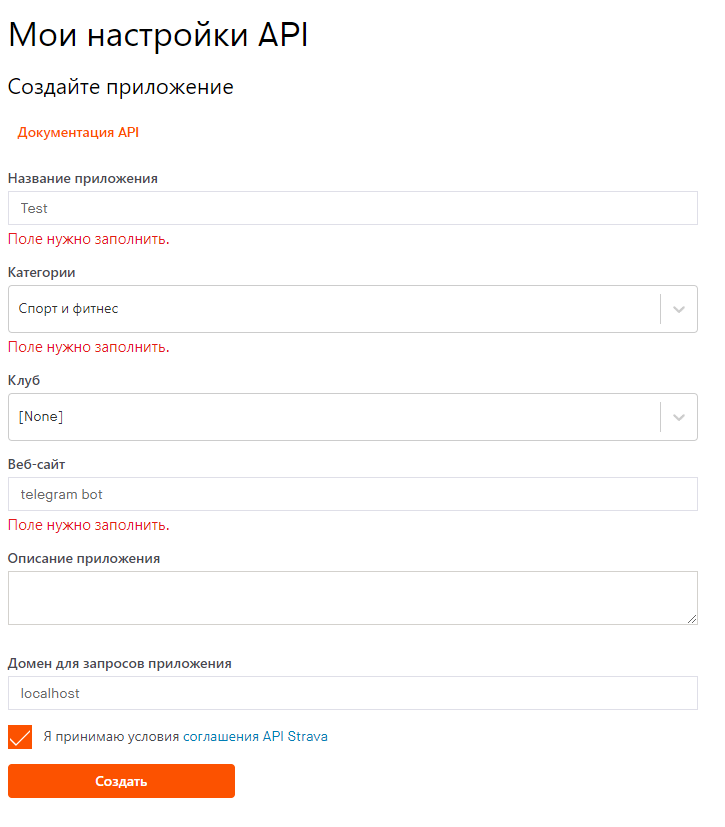 Мои настройки API
Создайте приложение
Документация API
Название приложения
Test
Поле нужно заполнить.
Категории
Спорт и фитнес
Поле нужно заполнить.
Клуб
[None]
Веб-сайт
telegram bot
Поле нужно заполнить.
Описание приложения
Домен для запросов приложения
localhost
Я принимаю условия соглашения API Strava
Создать